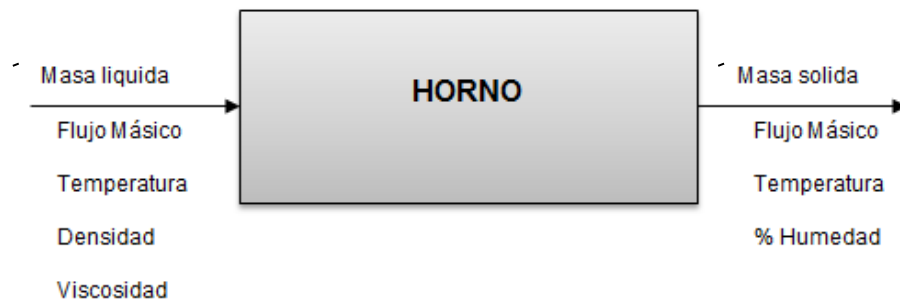 Masa liquida
Flujo Másico
Temperatura
Densidad
Viscosidad
HORNO
Masa solida
Flujo Másico
Temperatura
% Humedad